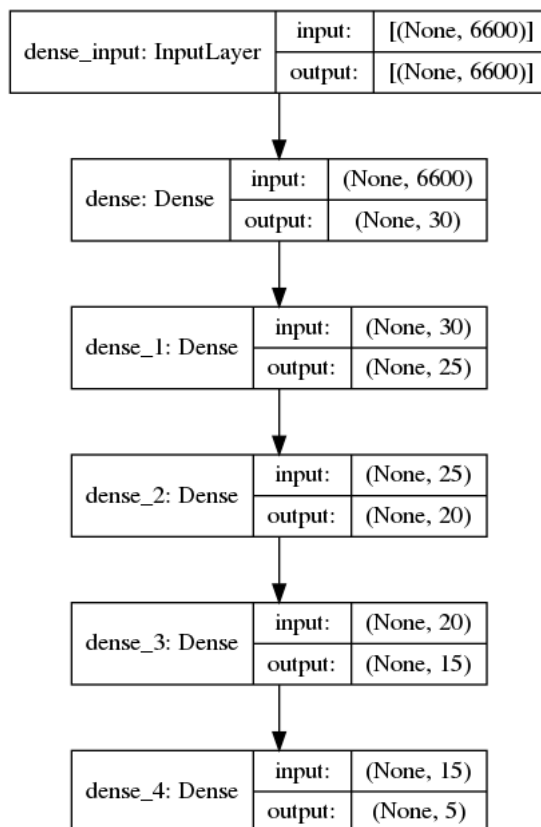 dense_input: InputLayer
input: [(None, 6600)]
output: [(None, 6600)]
dense: Dense
input: (None, 6600)
output: (None, 30)
dense_1: Dense
input: (None, 30)
output: (None, 25)
dense_2: Dense
input: (None, 25)
output: (None, 20)
dense_3: Dense
input: (None, 20)
output: (None, 15)
dense_4: Dense
input: (None, 15)
output: (None, 5)